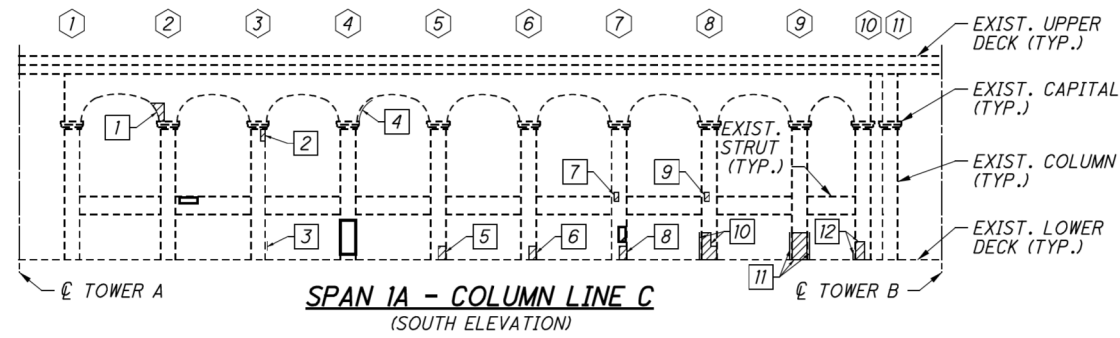 1 2 3 4 5 6 7 8 9 10 11
EXIST. UPPER
DECK (TYP.)
EXIST. CAPITAL
(TYP.)
1
2
4
EXIST.
STRUT
(TYP.)
EXIST. COLUMN
(TYP.)
7
9
3
5
6
8
10
12
11
EXIST. LOWER
DECK (TYP.)
℄ TOWER A
℄ TOWER B
SPAN 1A - COLUMN LINE C
(SOUTH ELEVATION)